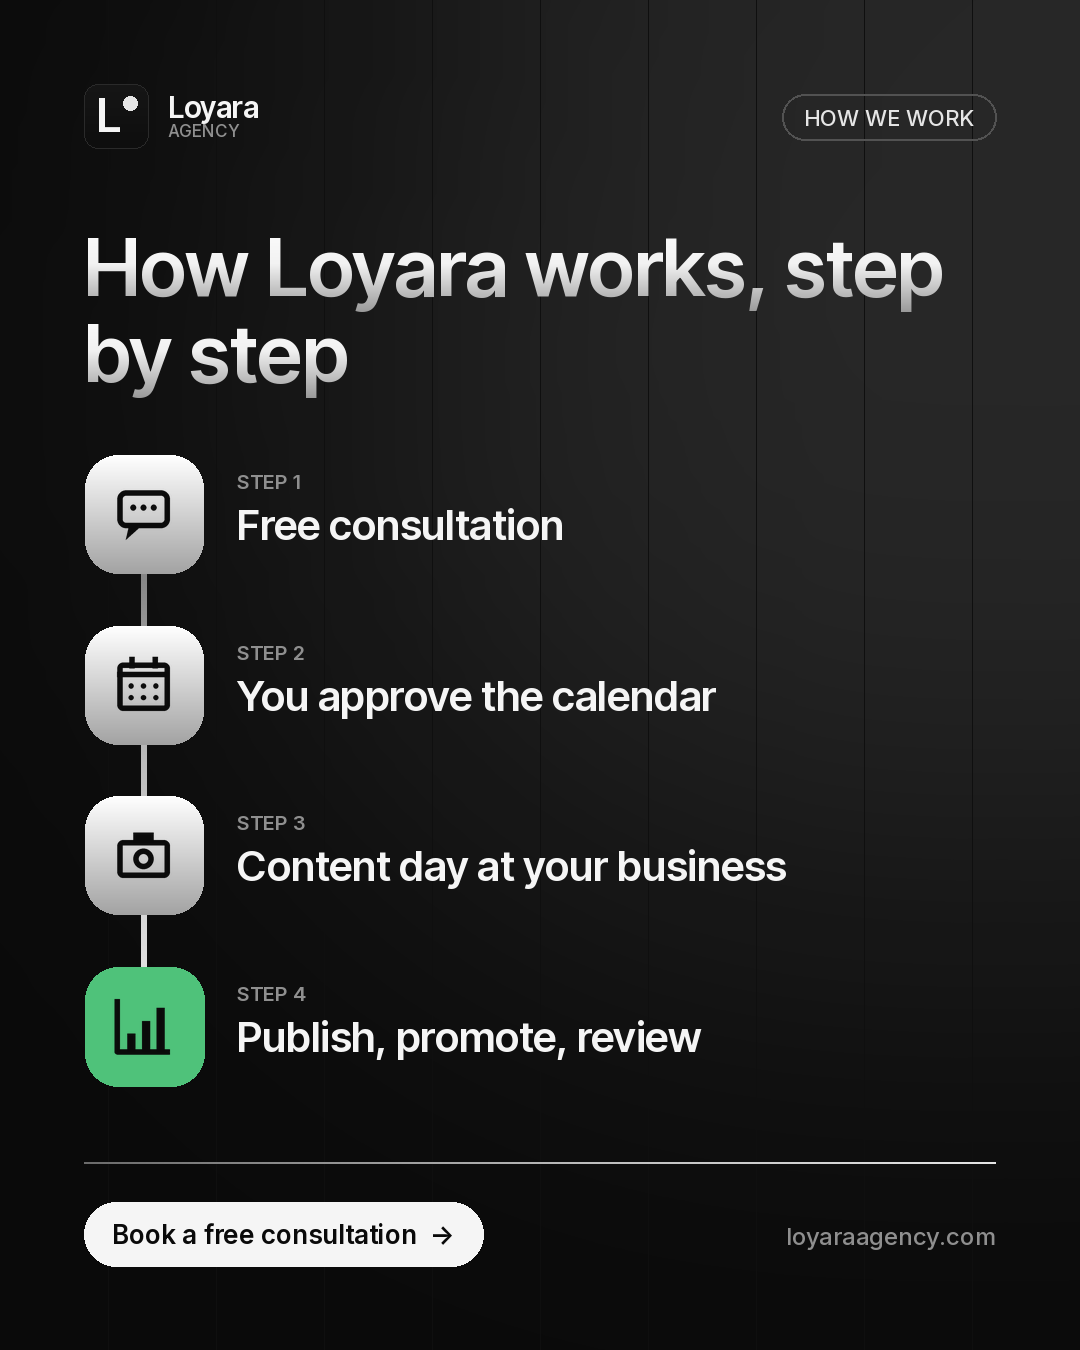 Loyara
AGENCY
HOW WE WORK
How Loyara works, step
by step
STEP 1
Free consultation
STEP 2
You approve the calendar
STEP 3
Content day at your business
STEP 4
Publish, promote, review
Book a free consultation →
loyaraagency.com